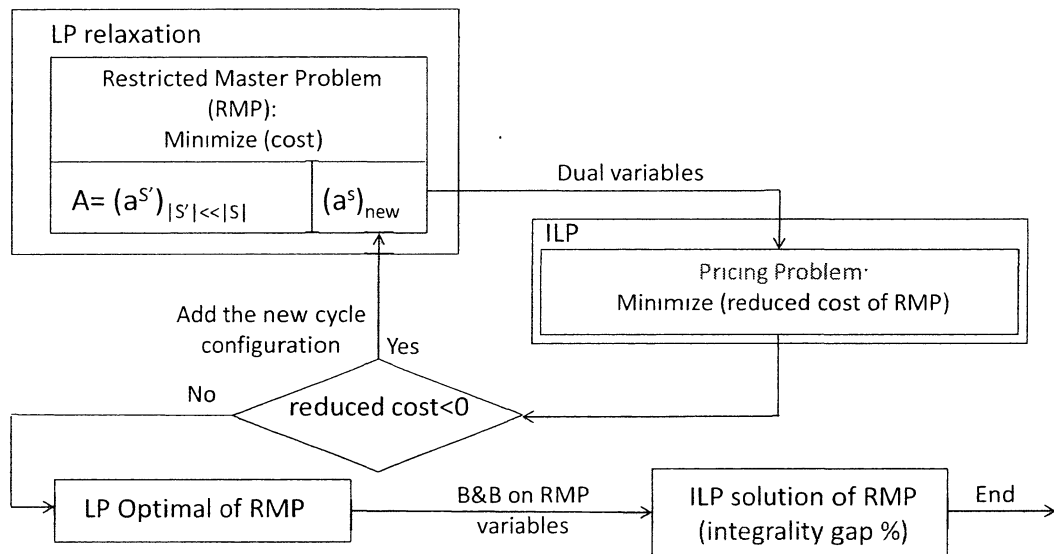 LP relaxation
Restricted Master Problem
(RMP):
Minimize (cost)
A= (a^S')_|S'|<<|S|
(a^s)_new
Dual variables
ILP
Pricing Problem:
Minimize (reduced cost of RMP)
Add the new cycle
configuration
Yes
No
reduced cost<0
LP Optimal of RMP
B&B on RMP
variables
ILP solution of RMP
(integrality gap %)
End